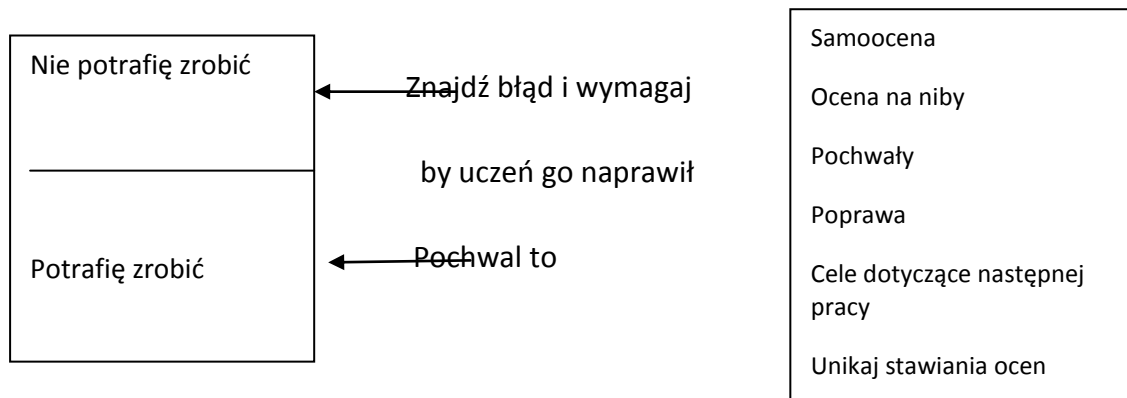 Nie potrafię zrobić
Znajdź błąd i wymagaj
by uczeń go naprawił
Potrafię zrobić
Pochwal to
Samoocena
Ocena na niby
Pochwały
Poprawa
Cele dotyczące następnej
pracy
Unikaj stawiania ocen